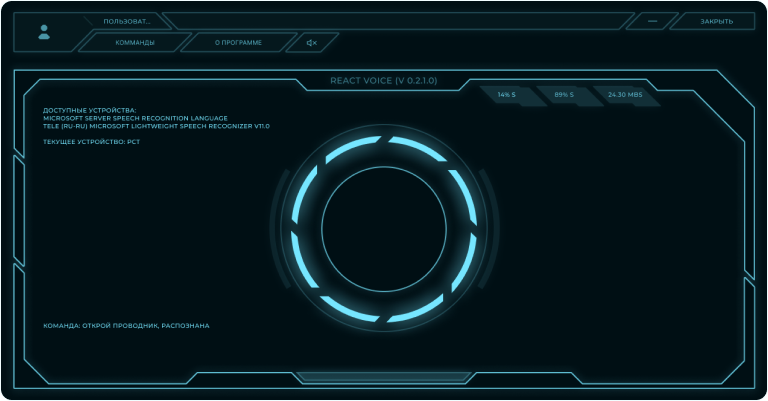 ПОЛЬЗОВАТ...
—
ЗАКРЫТЬ
КОМАНДЫ
О ПРОГРАММЕ
REACT VOICE (V 0.2.1.0)
14% S
89% S
24.30 MBS
ДОСТУПНЫЕ УСТРОЙСТВА:
MICROSOFT SERVER SPEECH RECOGNITION LANGUAGE
TELE (RU-RU) MICROSOFT LIGHTWEIGHT SPEECH RECOGNIZER V11.0
ТЕКУЩЕЕ УСТРОЙСТВО: РСТ
КОМАНДА: ОТКРОЙ ПРОВОДНИК, РАСПОЗНАНА